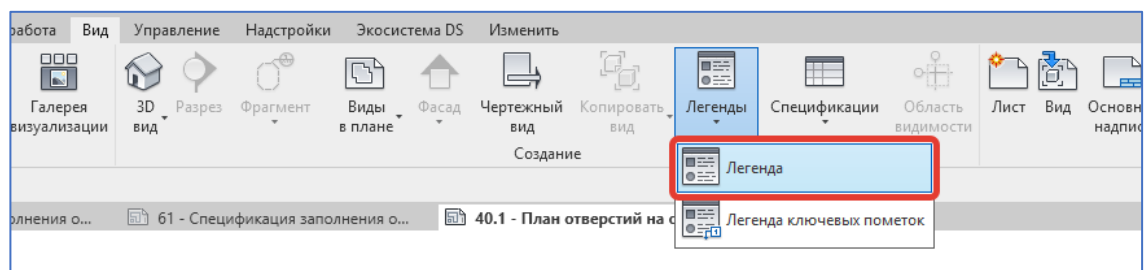 работа Вид Управление Надстройки Экосистема DS Изменить
Галерея 3D Разрез Фрагмент Виды Фасад Чертежный Копировать Легенды Спецификации Область Лист Вид Основн
визуализации вид в плане вид вид видимости надпис
Создание
Легенда
олнения о... 61 - Спецификация заполнения о... 40.1 - План отверстий на с
Легенда ключевых пометок